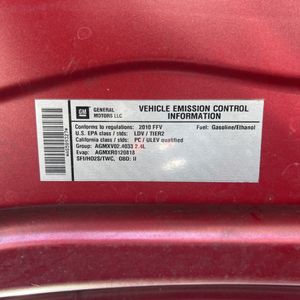 GM
GENERAL
MOTORS LLC
VEHICLE EMISSION CONTROL
INFORMATION
Conforms to regulations: 2010 FFV
Fuel: Gasoline/Ethanol
U.S. EPA class / stds: LDV / TIER2
California class / stds: PC / ULEV qualified
Group: AGMXV02.4033 2.4L
Evap: AGMXR0120818
SFI/HO2S/TWC, OBD: II